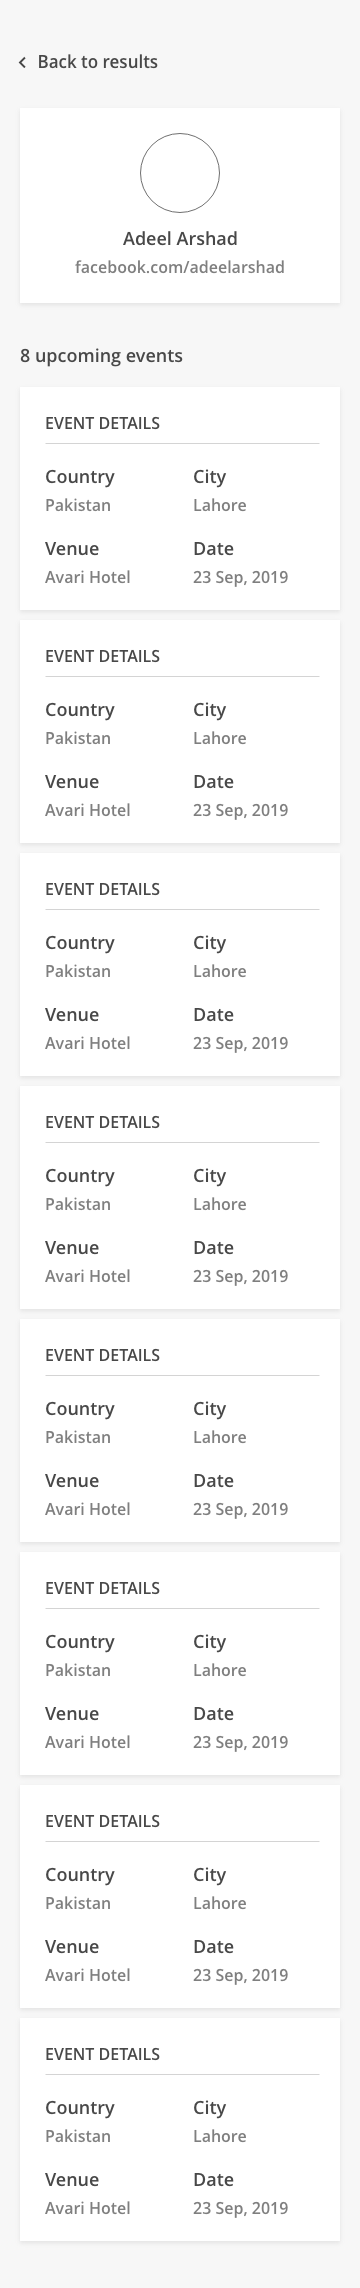 Back to results
Adeel Arshad
facebook.com/adeelarshad
8 upcoming events
EVENT DETAILS
Country City
Pakistan Lahore
Venue Date
Avari Hotel 23 Sep, 2019
EVENT DETAILS
Country City
Pakistan Lahore
Venue Date
Avari Hotel 23 Sep, 2019
EVENT DETAILS
Country City
Pakistan Lahore
Venue Date
Avari Hotel 23 Sep, 2019
EVENT DETAILS
Country City
Pakistan Lahore
Venue Date
Avari Hotel 23 Sep, 2019
EVENT DETAILS
Country City
Pakistan Lahore
Venue Date
Avari Hotel 23 Sep, 2019
EVENT DETAILS
Country City
Pakistan Lahore
Venue Date
Avari Hotel 23 Sep, 2019
EVENT DETAILS
Country City
Pakistan Lahore
Venue Date
Avari Hotel 23 Sep, 2019
EVENT DETAILS
Country City
Pakistan Lahore
Venue Date
Avari Hotel 23 Sep, 2019